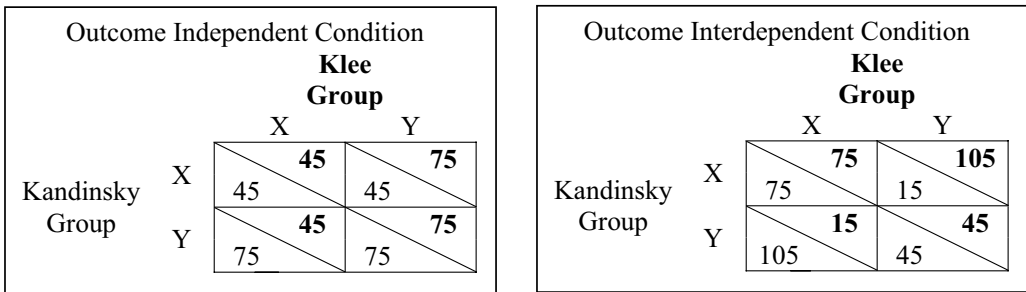 Outcome Independent Condition
Klee
Group
X Y
X 45 75
45 45
Kandinsky
Group
Y 45 75
75 75
Outcome Interdependent Condition
Klee
Group
X Y
X 75 105
75 15
Kandinsky
Group
Y 15 45
105 45